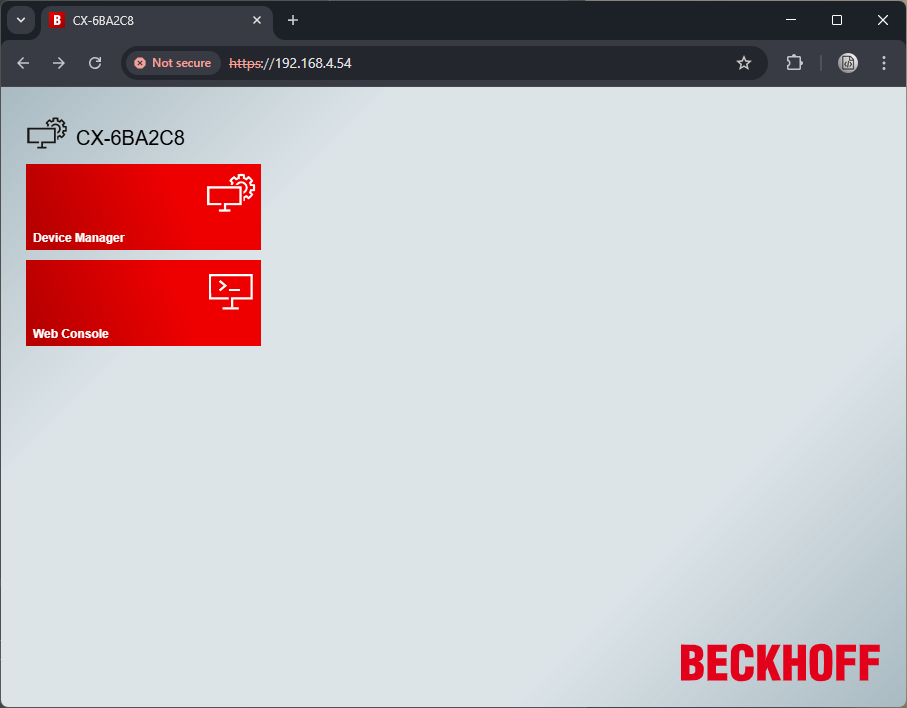 B CX-6BA2C8
Not secure https://192.168.4.54
CX-6BA2C8
Device Manager
>_
Web Console
BECKHOFF